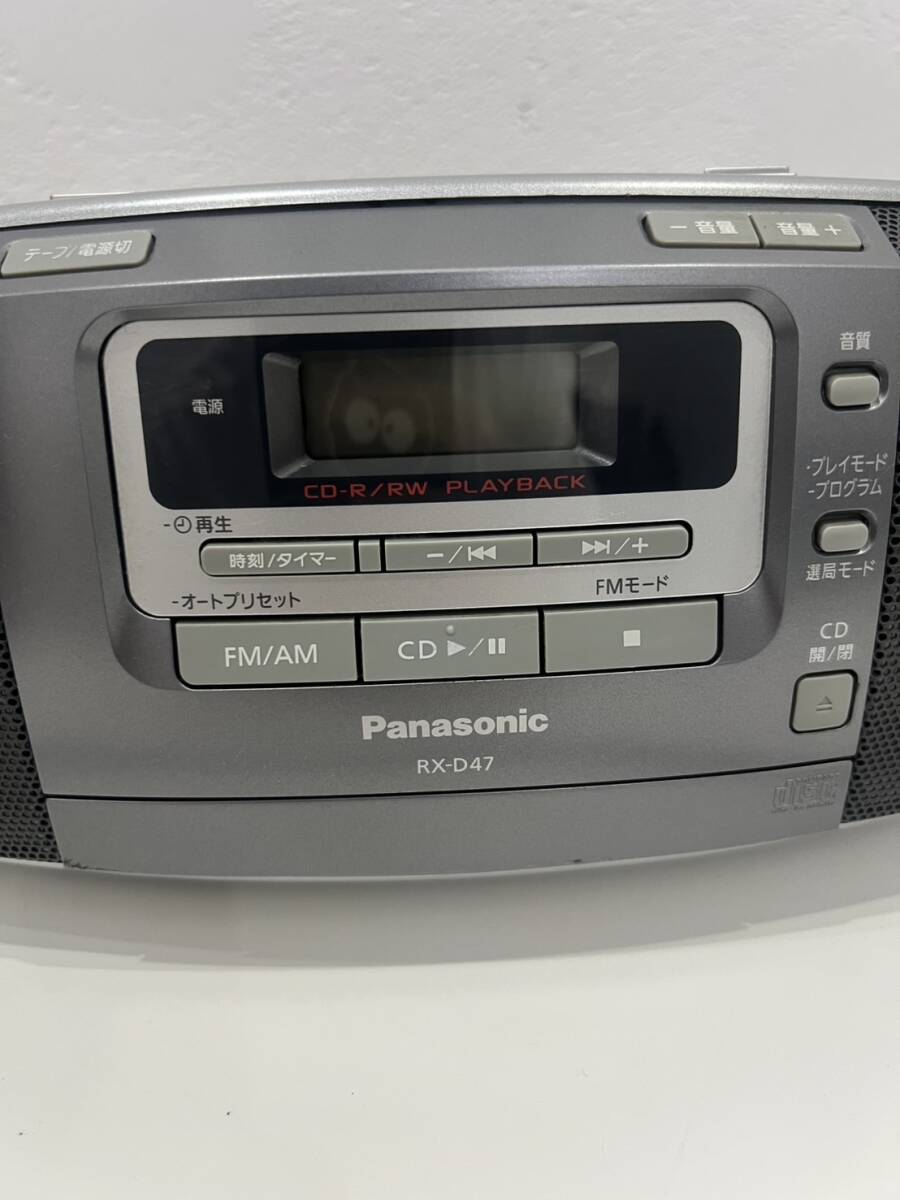 テープ/電源切
− 音量
音量 +
音質
電源
CD-R/RW PLAYBACK
·プレイモード
-プログラム
選局モード
-⏲再生
時刻/タイマー
−/⏮
⏭/+
-オートプリセット
FMモード
FM/AM
CD ▶/⏸
■
CD
開/閉
⏏
Panasonic
RX-D47
disc